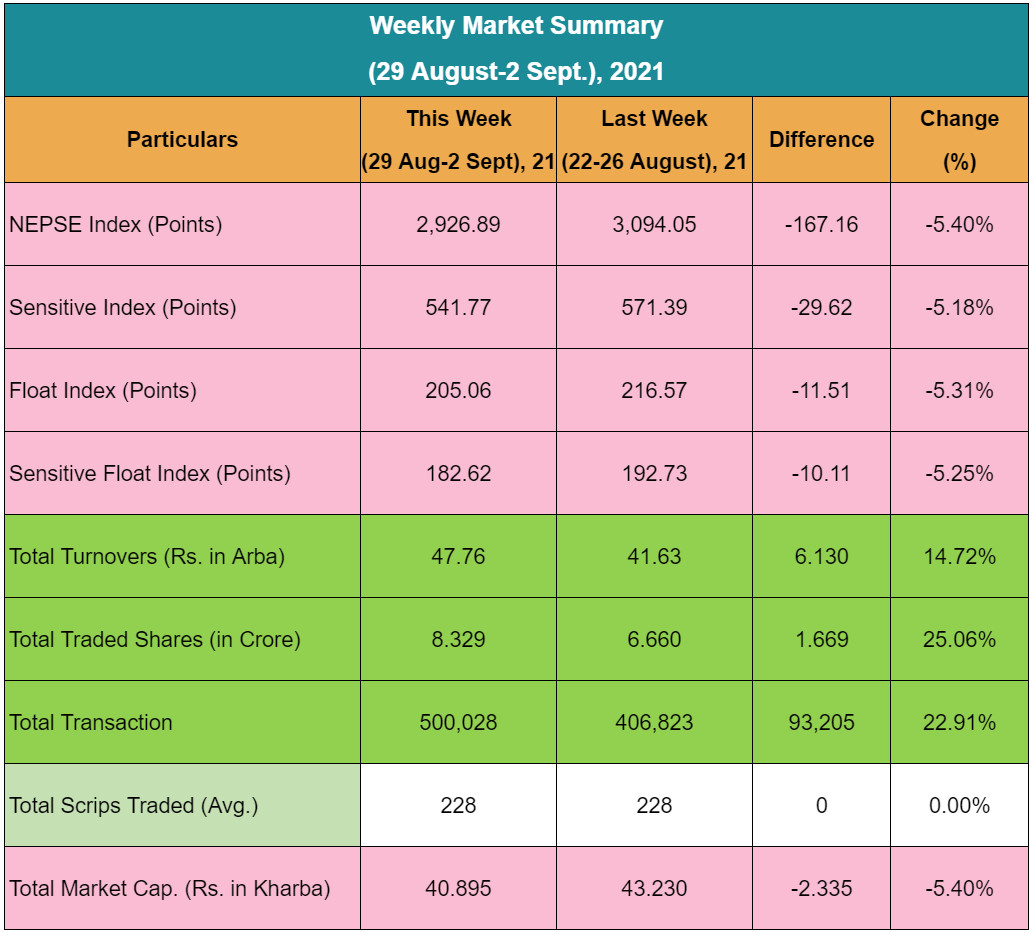 Weekly Market Summary
(29 August-2 Sept.), 2021
Particulars This Week (29 Aug-2 Sept), 21 Last Week (22-26 August), 21 Difference Change (%)
NEPSE Index (Points) 2,926.89 3,094.05 -167.16 -5.40%
Sensitive Index (Points) 541.77 571.39 -29.62 -5.18%
Float Index (Points) 205.06 216.57 -11.51 -5.31%
Sensitive Float Index (Points) 182.62 192.73 -10.11 -5.25%
Total Turnovers (Rs. in Arba) 47.76 41.63 6.130 14.72%
Total Traded Shares (in Crore) 8.329 6.660 1.669 25.06%
Total Transaction 500,028 406,823 93,205 22.91%
Total Scrips Traded (Avg.) 228 228 0 0.00%
Total Market Cap. (Rs. in Kharba) 40.895 43.230 -2.335 -5.40%